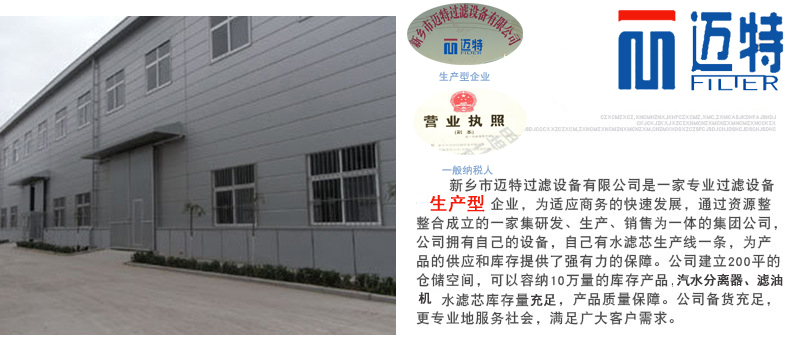 新乡市迈特过滤设备有限公司
迈特
生产型企业
迈特
FILTER
营业执照
(副本)
一般纳税人
新乡市迈特过滤设备有限公司是一家专业过滤设备
生产型 企业，为适应商务的快速发展，通过资源整
整合成立的一家集研发、生产、销售为一体的集团公司，
公司拥有自己的设备，自己有水滤芯生产线一条，为产
品的供应和库存提供了强有力的保障。公司建立200平的
仓储空间，可以容纳10万量的库存产品,汽水分离器、滤油
机 水滤芯库存量充足，产品质量保障。公司备货充足，
更专业地服务社会，满足广大客户需求。